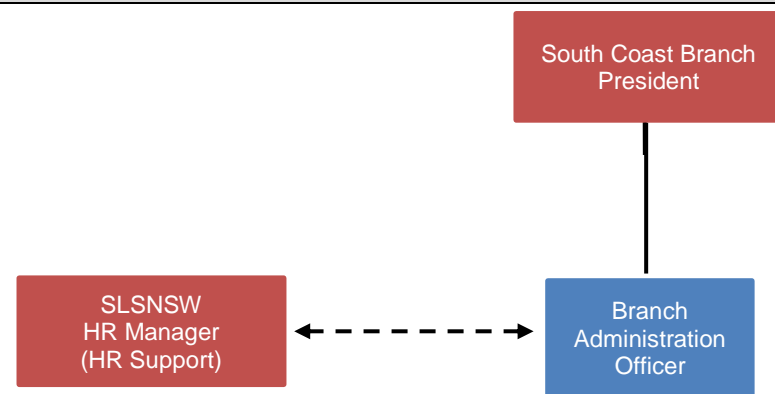 South Coast Branch
President
SLSNSW
HR Manager
(HR Support)
Branch
Administration
Officer